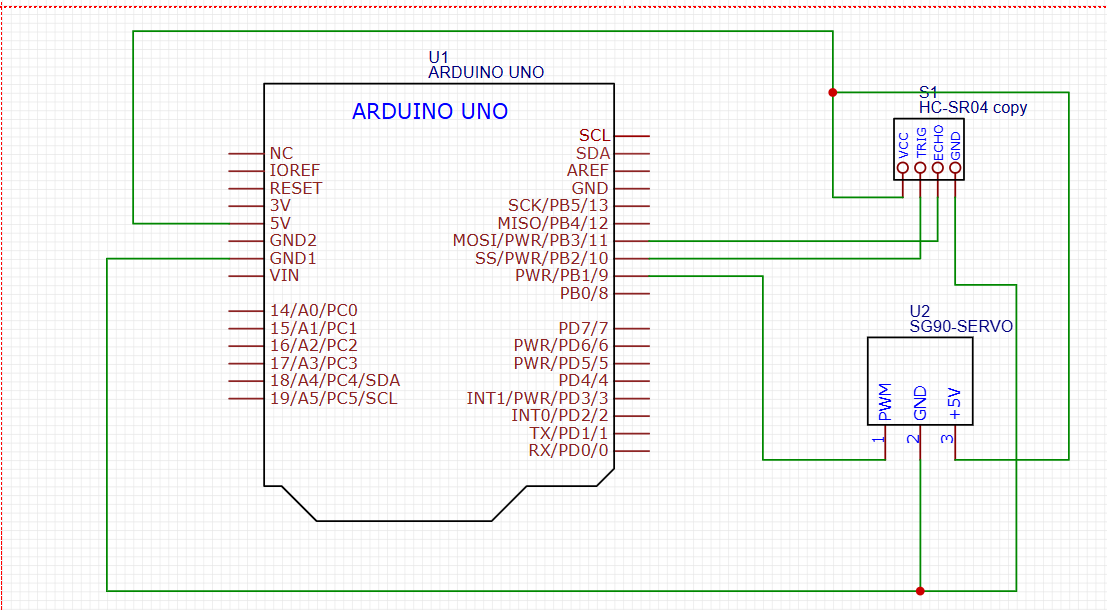 U1
ARDUINO UNO
ARDUINO UNO
NC
IOREF
RESET
3V
5V
GND2
GND1
VIN
14/A0/PC0
15/A1/PC1
16/A2/PC2
17/A3/PC3
18/A4/PC4/SDA
19/A5/PC5/SCL
SCL
SDA
AREF
GND
SCK/PB5/13
MISO/PB4/12
MOSI/PWR/PB3/11
SS/PWR/PB2/10
PWR/PB1/9
PB0/8
PD7/7
PWR/PD6/6
PWR/PD5/5
PD4/4
INT1/PWR/PD3/3
INT0/PD2/2
TX/PD1/1
RX/PD0/0
S1
HC-SR04 copy
VCC
TRIG
ECHO
GND
U2
SG90-SERVO
PWM
GND
+5V
1
2
3